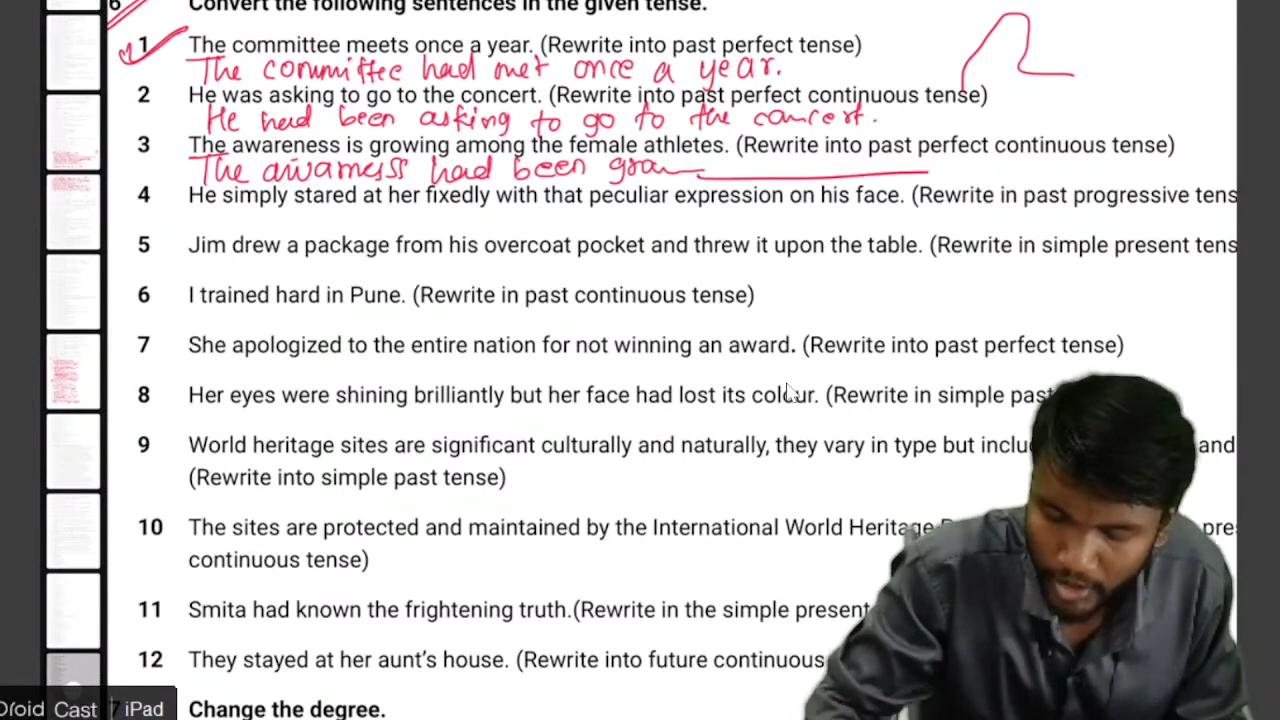 6 Convert the following sentences in the given tense.
1 The committee meets once a year. (Rewrite into past perfect tense)
The committee had met once a year.
2 He was asking to go to the concert. (Rewrite into past perfect continuous tense)
He had been asking to go to the concert.
3 The awareness is growing among the female athletes. (Rewrite into past perfect continuous tense)
The had been
4 He simply stared at her fixedly with that peculiar expression on his face. (Rewrite in past progressive tens
5 Jim drew a package from his overcoat pocket and threw it upon the table. (Rewrite in simple present tens
6 I trained hard in Pune. (Rewrite in past continuous tense)
7 She apologized to the entire nation for not winning an award. (Rewrite into past perfect tense)
8 Her eyes were shining brilliantly but her face had lost its colour. (Rewrite in simple past
9 World heritage sites are significant culturally and naturally, they vary in type but inclu and
(Rewrite into simple past tense)
10 The sites are protected and maintained by the International World Heritage pre
continuous tense)
11 Smita had known the frightening truth.(Rewrite in the simple present
12 They stayed at her aunt's house. (Rewrite into future continuous
7 Change the degree.
Droid Cast iPad